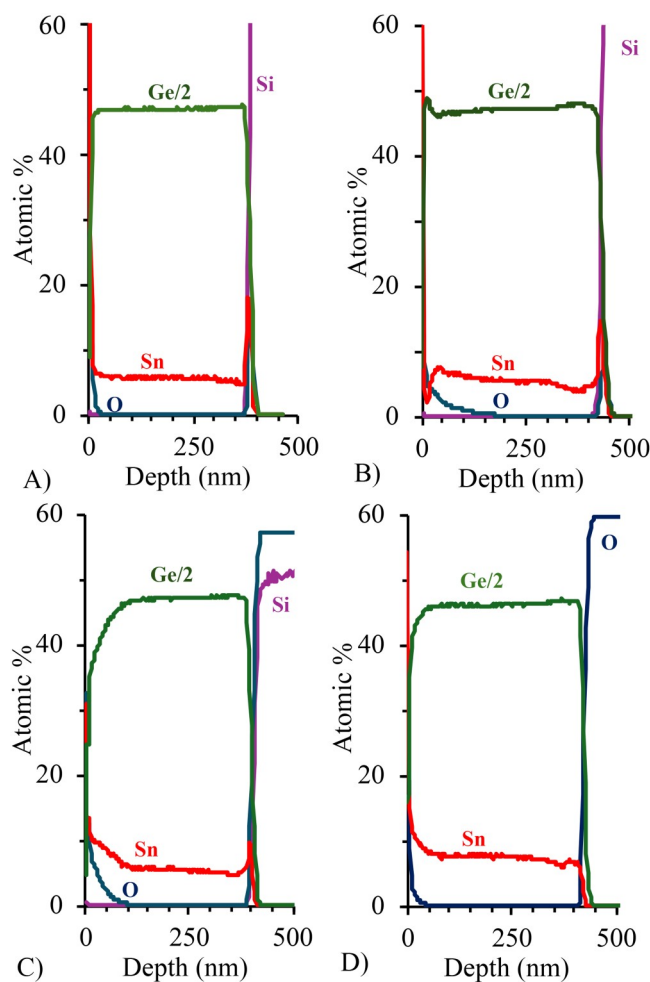 60
40
20
0
Atomic %
Ge/2
Si
Sn
O
0
250
500
Depth (nm)
A)
60
40
20
0
Atomic %
Ge/2
Si
Sn
O
0
250
500
Depth (nm)
B)
60
40
20
0
Atomic %
Ge/2
Si
Sn
O
0
250
500
Depth (nm)
C)
60
40
20
0
Atomic %
Ge/2
O
Sn
0
250
500
Depth (nm)
D)